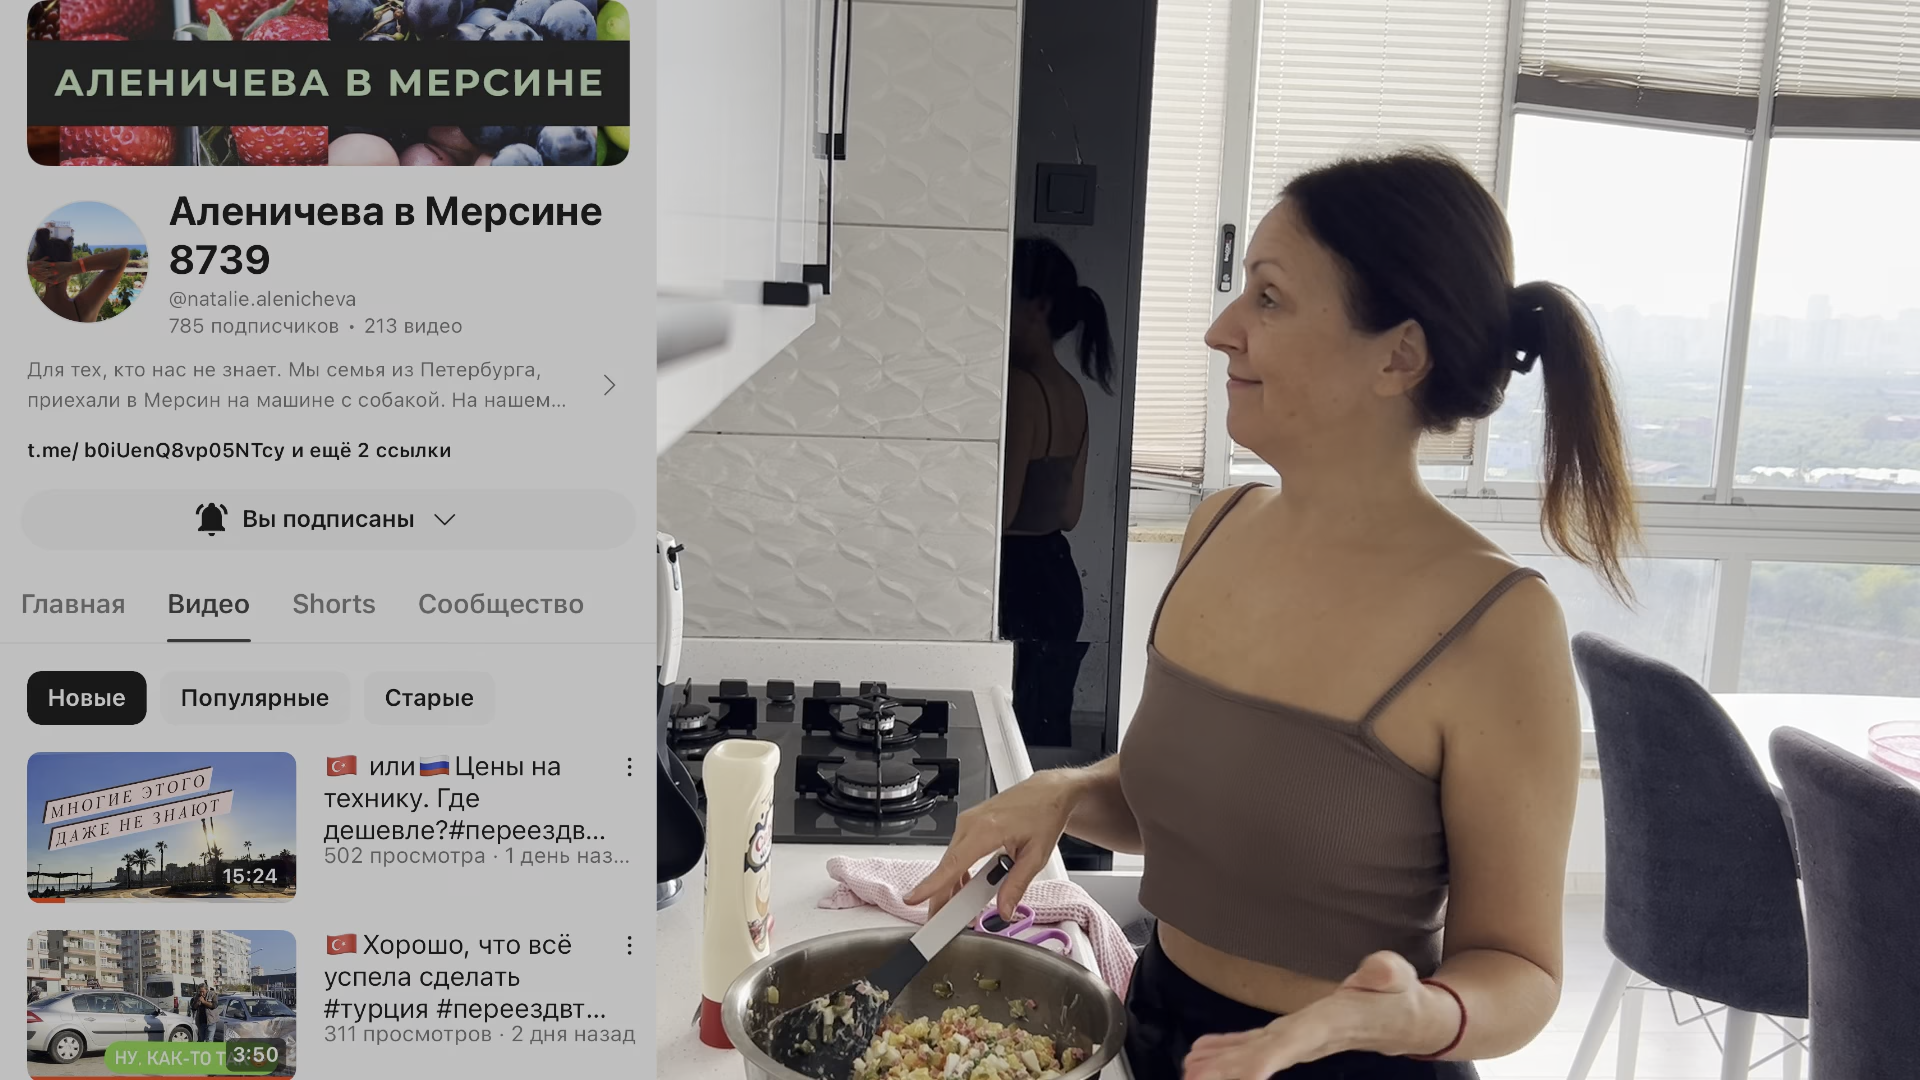 АЛЕНИЧЕВА В МЕРСИНЕ
Аленичева в Мерсине
8739
@natalie.alenicheva
785 подписчиков • 213 видео
Для тех, кто нас не знает. Мы семья из Петербурга,
приехали в Мерсин на машине с собакой. На нашем...
t.me/ b0iUenQ8vp05NTcy и ещё 2 ссылки
Вы подписаны
Главная Видео Shorts Сообщество
Новые Популярные Старые
МНОГИЕ ЭТОГО
ДАЖЕ НЕ ЗНАЮТ
15:24
🇹🇷 или🇷🇺Цены на
технику. Где
дешевле?#переездв...
502 просмотра · 1 день наз...
НУ, КАК-ТО
3:50
🇹🇷Хорошо, что всё
успела сделать
#турция #переездвт...
311 просмотров · 2 дня назад